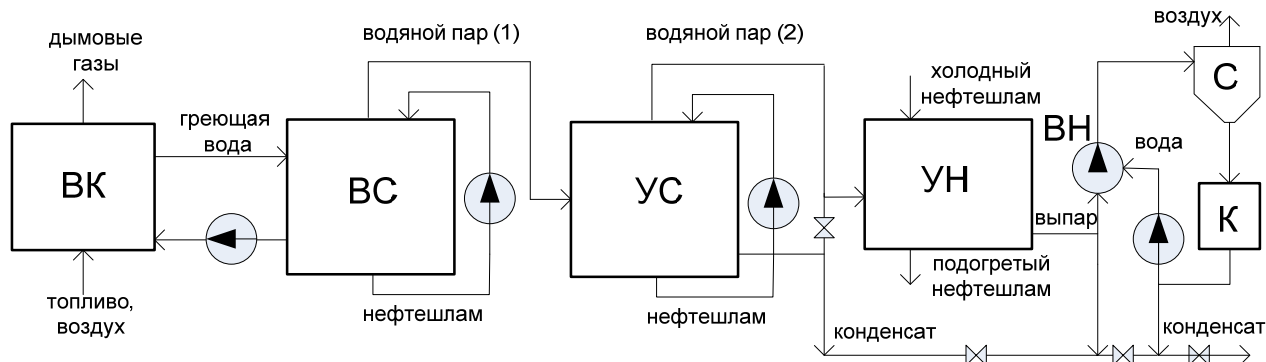 дымовые
газы
водяной пар (1)
водяной пар (2)
воздух
греющая
вода
холодный
нефтешлам
С
ВН
вода
ВК
ВС
УС
УН
К
выпар
топливо,
воздух
нефтешлам
нефтешлам
подогретый
нефтешлам
конденсат
конденсат